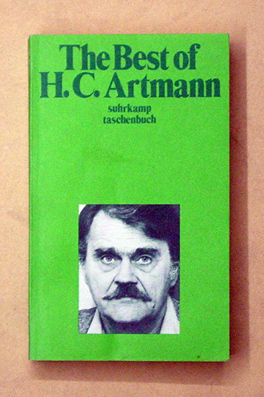 The Best of
H.C. Artmann
suhrkamp
taschenbuch